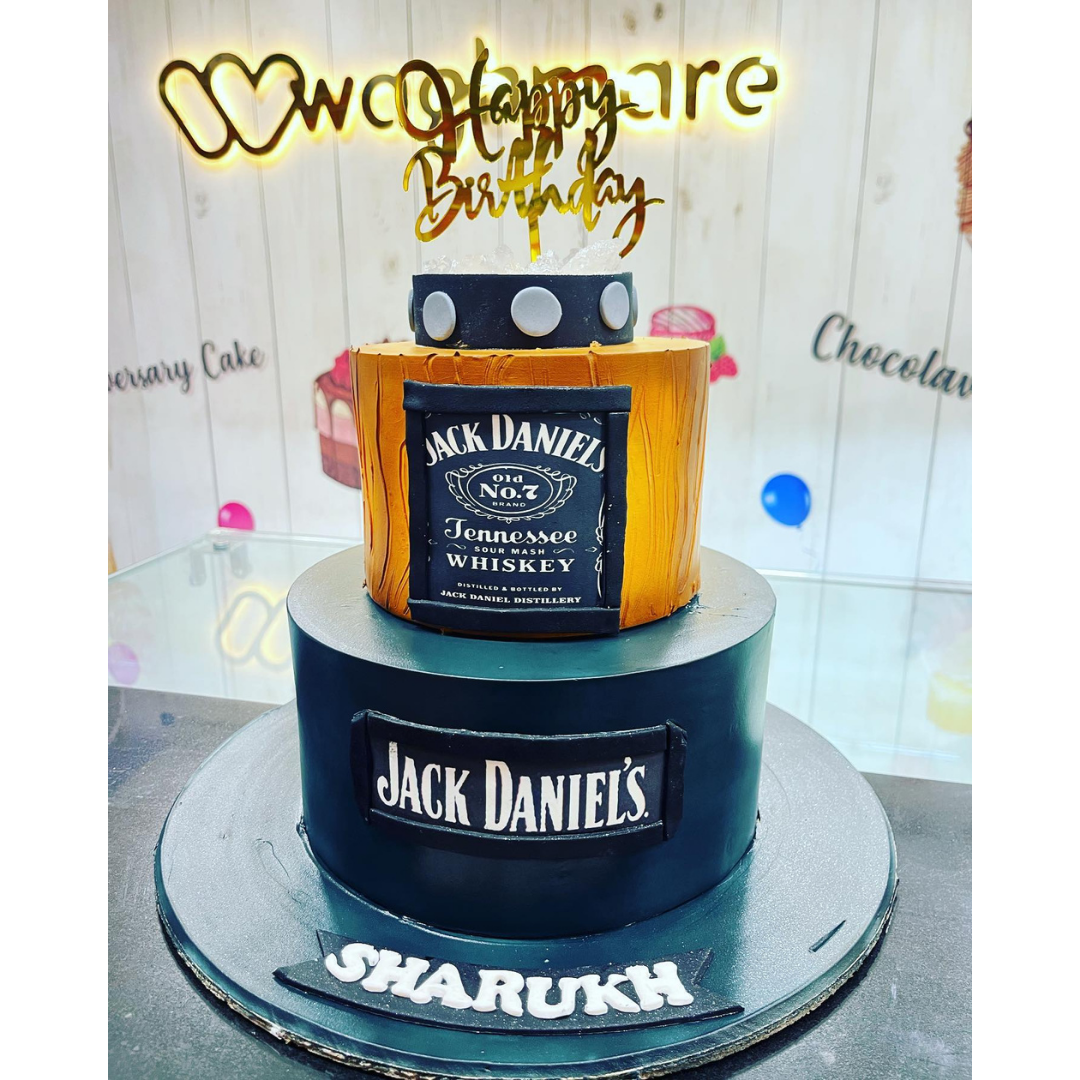 Happy
Birthday
Cake
JACK DANIEL'S
Old
No.7
BRAND
Tennessee
SOUR MASH
WHISKEY
DISTILLED & BOTTLED BY
JACK DANIEL DISTILLERY
JACK DANIEL'S.
SHARUKH